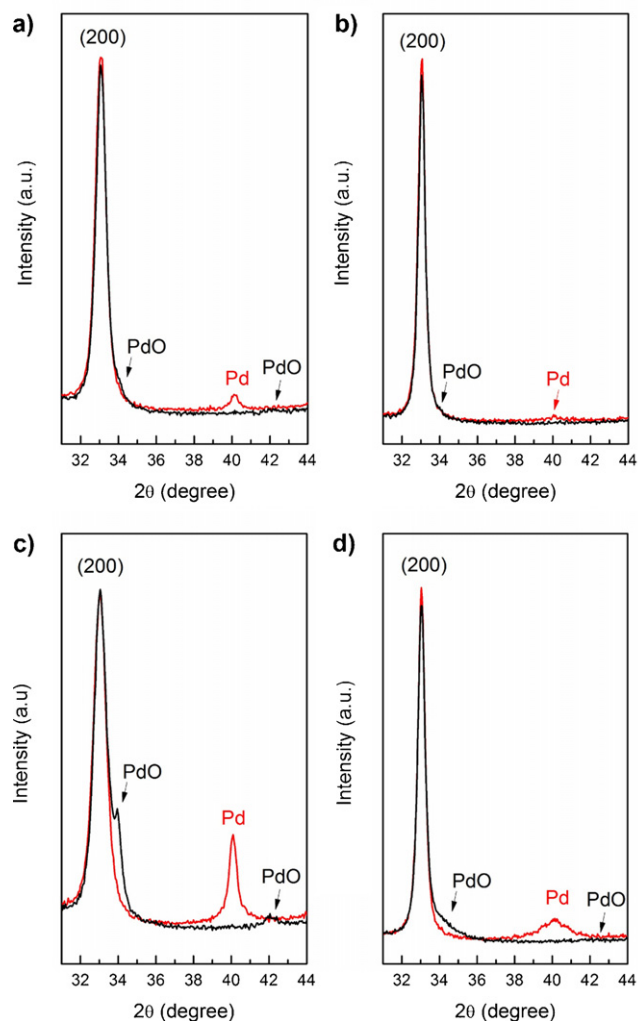 a)
(200)
Intensity (a.u.)
PdO
Pd
PdO
32 34 36 38 40 42 44
2θ (degree)
b)
(200)
Intensity (a.u.)
PdO
Pd
32 34 36 38 40 42 44
2θ (degree)
c)
(200)
Intensity (a.u)
PdO
Pd
PdO
32 34 36 38 40 42 44
2θ (degree)
d)
(200)
Intensity (a.u.)
PdO
Pd
PdO
32 34 36 38 40 42 44
2θ (degree)